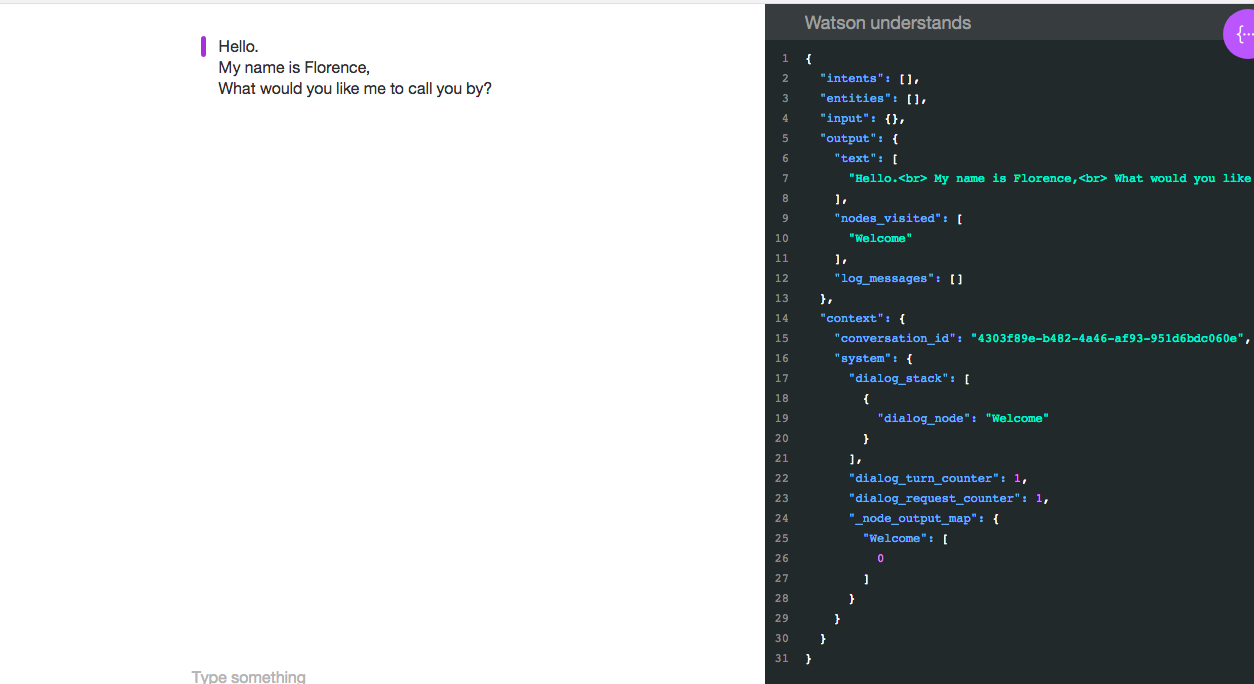 Hello.
My name is Florence,
What would you like me to call you by?
Type something
Watson understands
{...
1 {
2 "intents": [],
3 "entities": [],
4 "input": {},
5 "output": {
6 "text": [
7 "Hello.<br> My name is Florence,<br> What would you like
8 ],
9 "nodes_visited": [
10 "Welcome"
11 ],
12 "log_messages": []
13 },
14 "context": {
15 "conversation_id": "4303f89e-b482-4a46-af93-951d6bdc060e",
16 "system": {
17 "dialog_stack": [
18 {
19 "dialog_node": "Welcome"
20 }
21 ],
22 "dialog_turn_counter": 1,
23 "dialog_request_counter": 1,
24 "_node_output_map": {
25 "Welcome": [
26 0
27 ]
28 }
29 }
30 }
31 }